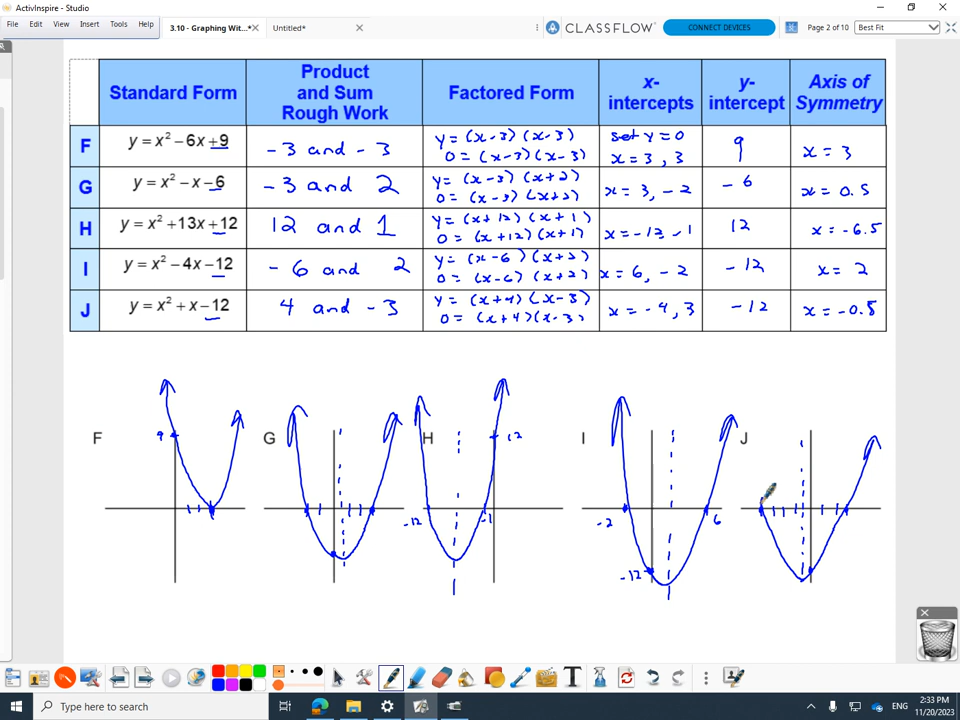 ActivInspire - Studio
File Edit View Insert Tools Help
3.10 - Graphing Wit...*
Untitled*
CLASSFLOW
CONNECT DEVICES
Page 2 of 10
Best Fit
Standard Form
Product and Sum Rough Work
Factored Form
x-intercepts
y-intercept
Axis of Symmetry
F y = x² − 6x + 9
-3 and -3
y = (x-3)(x-3)
0 = (x-3)(x-3)
set y = 0
x = 3, 3
9
x = 3
G y = x² − x − 6
-3 and 2
y = (x-3)(x+2)
0 = (x-3)(x+2)
x = 3, -2
-6
x = 0.5
H y = x² + 13x + 12
12 and 1
y = (x+12)(x+1)
0 = (x+12)(x+1)
x = -12, -1
12
x = -6.5
I y = x² − 4x − 12
-6 and 2
y = (x-6)(x+2)
0 = (x-6)(x+2)
x = 6, -2
-12
x = 2
J y = x² + x − 12
4 and -3
y = (x+4)(x-3)
0 = (x+4)(x-3)
x = -4, 3
-12
x = -0.5
F
9
G
H
12
-12
-1
I
-2
6
-12
J
Type here to search
ENG
2:33 PM
11/20/2023